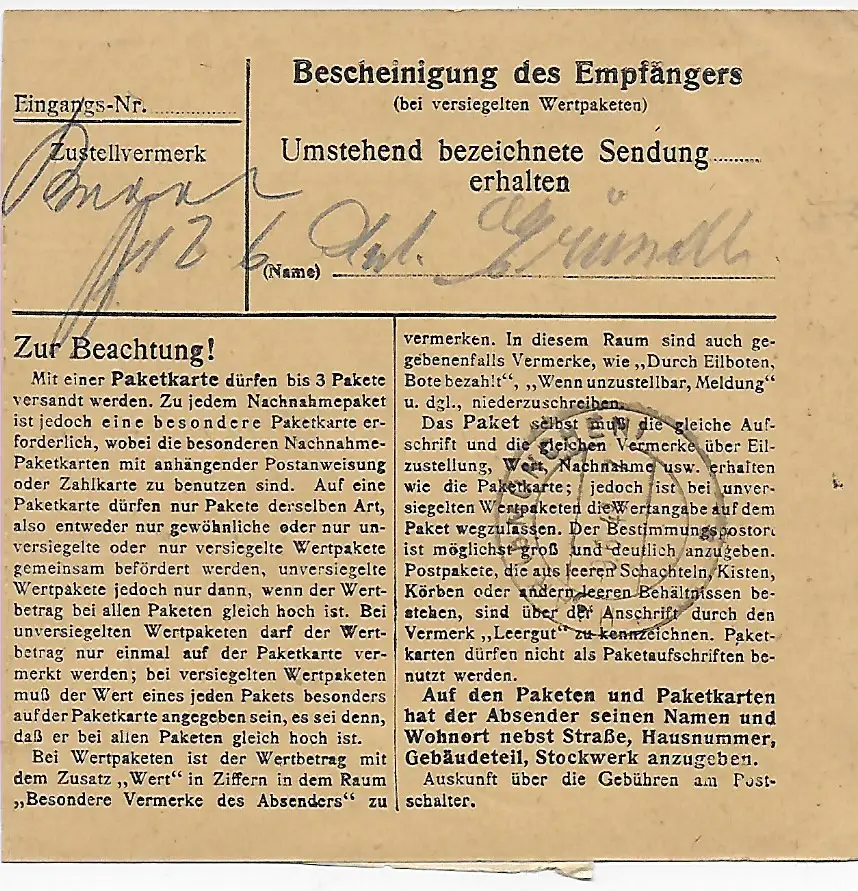 Eingangs-Nr.
Zustellvermerk
Bescheinigung des Empfängers
(bei versiegelten Wertpaketen)
Umstehend bezeichnete Sendung
erhalten
(Name)
Zur Beachtung!
Mit einer Paketkarte dürfen bis 3 Pakete
versandt werden. Zu jedem Nachnahmepaket
ist jedoch eine besondere Paketkarte er-
forderlich, wobei die besonderen Nachnahme-
Paketkarten mit anhängender Postanweisung
oder Zahlkarte zu benutzen sind. Auf eine
Paketkarte dürfen nur Pakete derselben Art,
also entweder nur gewöhnliche oder nur un-
versiegelte oder nur versiegelte Wertpakete
gemeinsam befördert werden, unversiegelte
Wertpakete jedoch nur dann, wenn der Wert-
betrag bei allen Paketen gleich hoch ist. Bei
unversiegelten Wertpaketen darf der Wert-
betrag nur einmal auf der Paketkarte ver-
merkt werden; bei versiegelten Wertpaketen
muß der Wert eines jeden Pakets besonders
auf der Paketkarte angegeben sein, es sei denn,
daß er bei allen Paketen gleich hoch ist.
Bei Wertpaketen ist der Wertbetrag mit
dem Zusatz „Wert“ in Ziffern in dem Raum
„Besondere Vermerke des Absenders“ zu
vermerken. In diesem Raum sind auch ge-
gebenenfalls Vermerke, wie „Durch Eilboten,
Bote bezahlt“, „Wenn unzustellbar, Meldung“
u. dgl., niederzuschreiben.
Das Paket selbst muß die gleiche Auf-
schrift und die gleichen Vermerke über Eil-
zustellung, Wert, Nachnahme usw. erhalten
wie die Paketkarte; jedoch ist bei unver-
siegelten Wertpaketen die Wertangabe auf dem
Paket wegzulassen. Der Bestimmungspostort
ist möglichst groß und deutlich anzugeben.
Postpakete, die aus leeren Schachteln, Kisten,
Körben oder andern leeren Behältnissen be-
stehen, sind über der Anschrift durch den
Vermerk „Leergut“ zu kennzeichnen. Paket-
karten dürfen nicht als Paketaufschriften be-
nutzt werden.
Auf den Paketen und Paketkarten
hat der Absender seinen Namen und
Wohnort nebst Straße, Hausnummer,
Gebäudeteil, Stockwerk anzugeben.
Auskunft über die Gebühren am Post-
schalter.